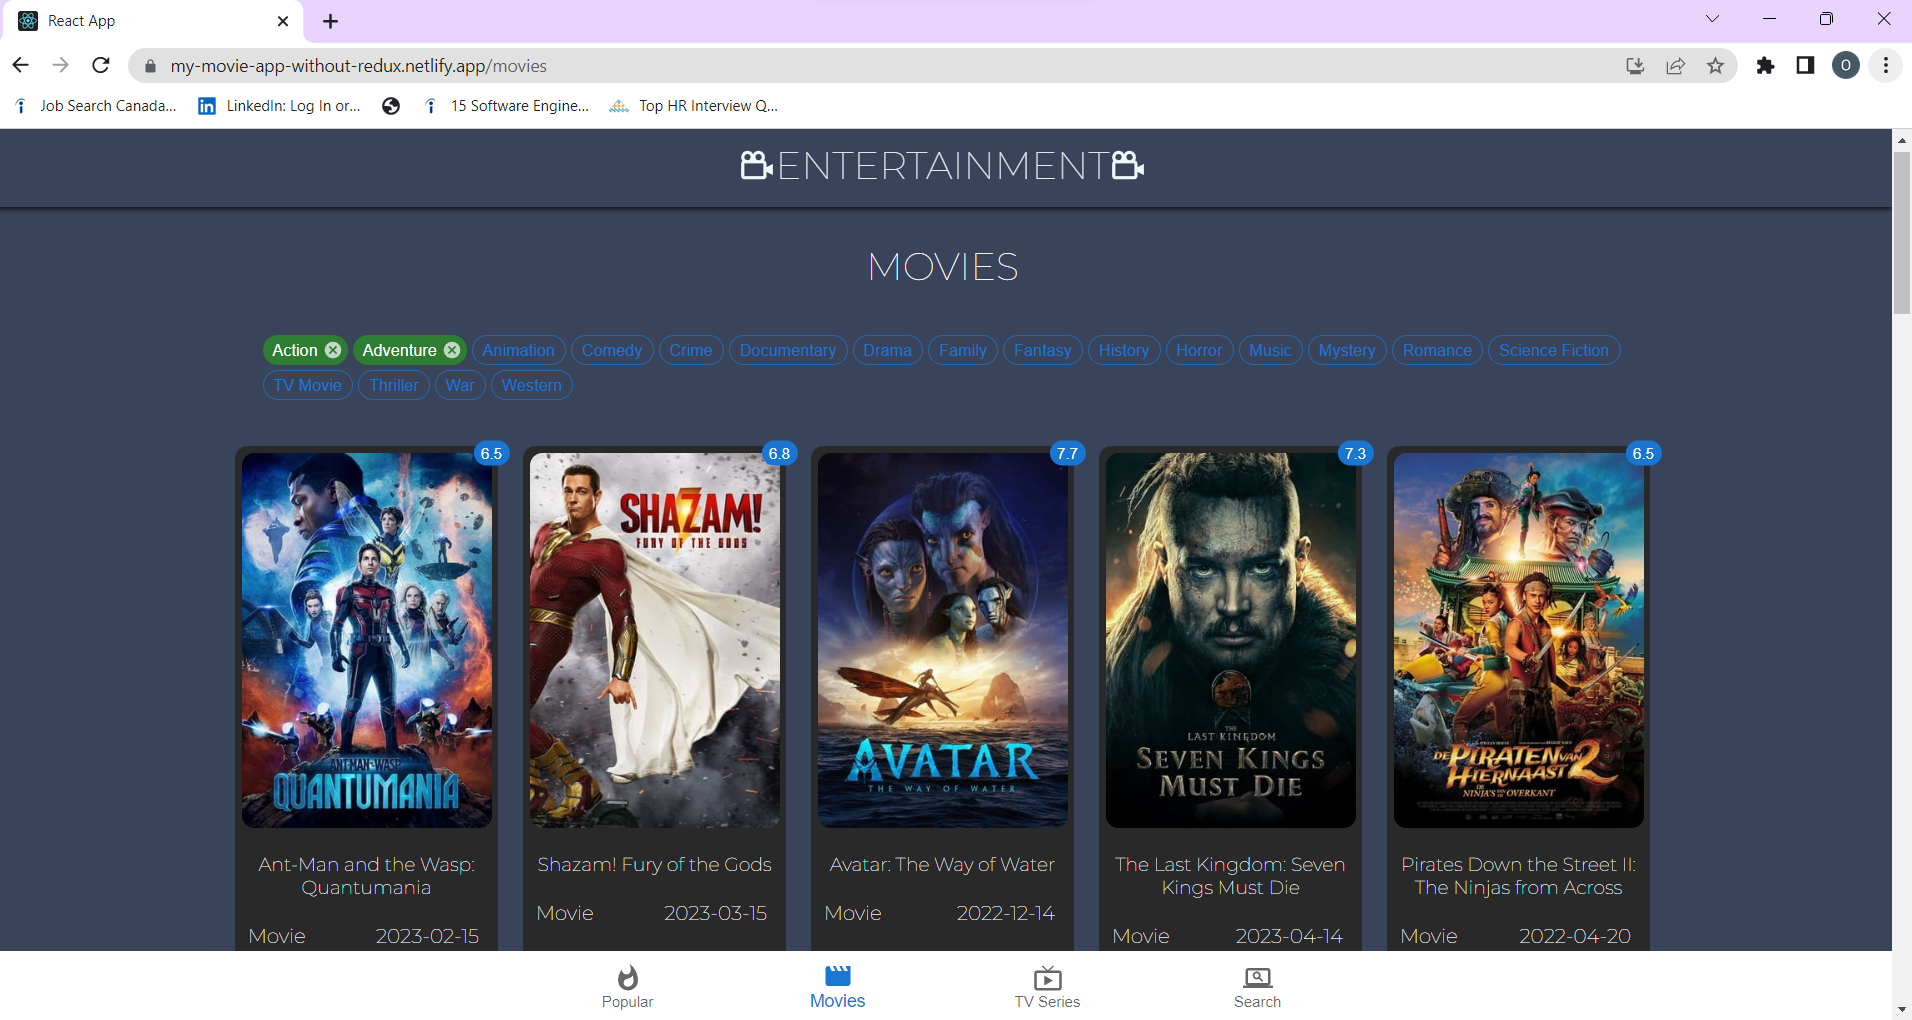 React App
my-movie-app-without-redux.netlify.app/movies
O
Job Search Canada... LinkedIn: Log In or... 15 Software Engine... Top HR Interview Q...
ENTERTAINMENT
MOVIES
Action Adventure Animation Comedy Crime Documentary Drama Family Fantasy History Horror Music Mystery Romance Science Fiction
TV Movie Thriller War Western
6.5 6.8 7.7 7.3 6.5
ANT-MAN AND THE WASP
QUANTUMANIA
SHAZAM!
FURY OF THE GODS
AVATAR
THE WAY OF WATER
THE
LAST KINGDOM
SEVEN KINGS
MUST DIE
DE PIRATEN VAN
HIERNAAST 2
DE NINJA'S VAN DE OVERKANT
Ant-Man and the Wasp:
Quantumania
Movie 2023-02-15
Shazam! Fury of the Gods
Movie 2023-03-15
Avatar: The Way of Water
Movie 2022-12-14
The Last Kingdom: Seven
Kings Must Die
Movie 2023-04-14
Pirates Down the Street II:
The Ninjas from Across
Movie 2022-04-20
Popular Movies TV Series Search